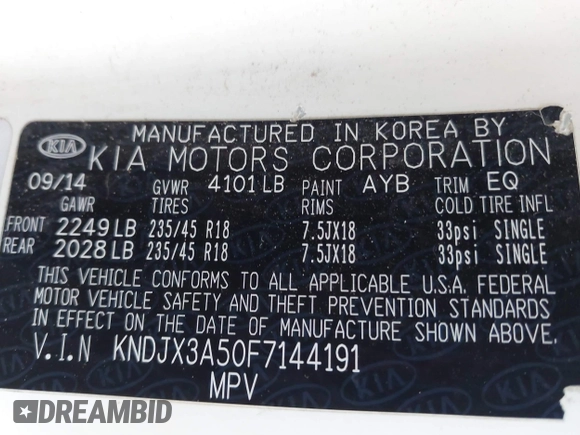 MANUFACTURED IN KOREA BY
KIA KIA MOTORS CORPORATION
09/14 GVWR 4101 LB PAINT AYB TRIM EQ
GAWR TIRES RIMS COLD TIRE INFL
FRONT 2249 LB 235/45 R18 7.5JX18 33psi SINGLE
REAR 2028 LB 235/45 R18 7.5JX18 33psi SINGLE
THIS VEHICLE CONFORMS TO ALL APPLICABLE U.S.A. FEDERAL
MOTOR VEHICLE SAFETY AND THEFT PREVENTION STANDARDS
IN EFFECT ON THE DATE OF MANUFACTURE SHOWN ABOVE.
V.I.N KNDJX3A50F7144191
MPV
DREAMBID